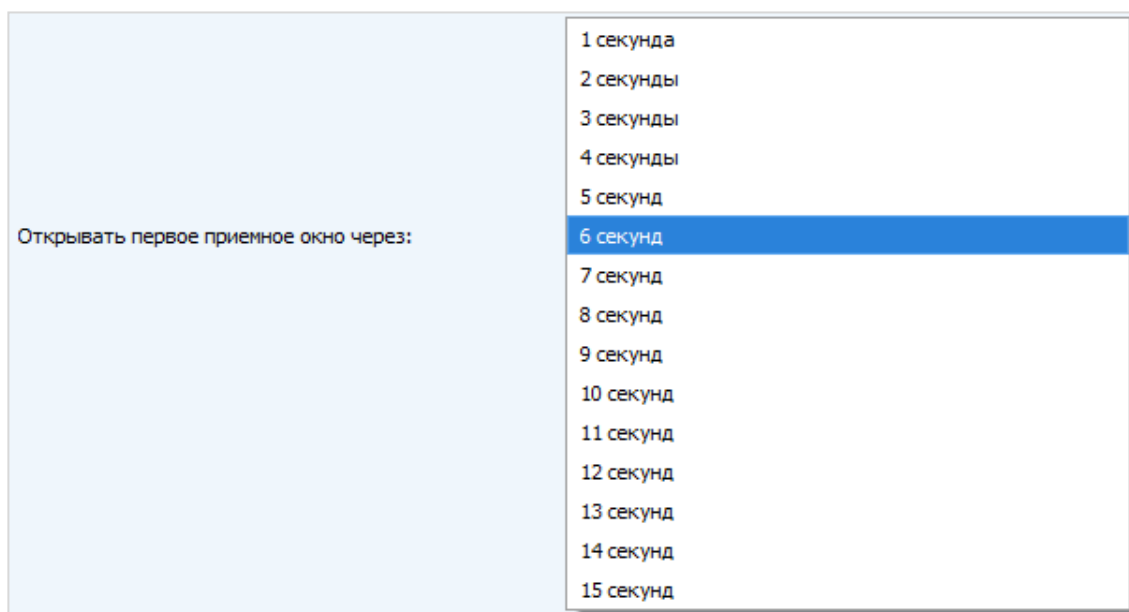 1 секунда
2 секунды
3 секунды
4 секунды
5 секунд
Открывать первое приемное окно через:
6 секунд
7 секунд
8 секунд
9 секунд
10 секунд
11 секунд
12 секунд
13 секунд
14 секунд
15 секунд